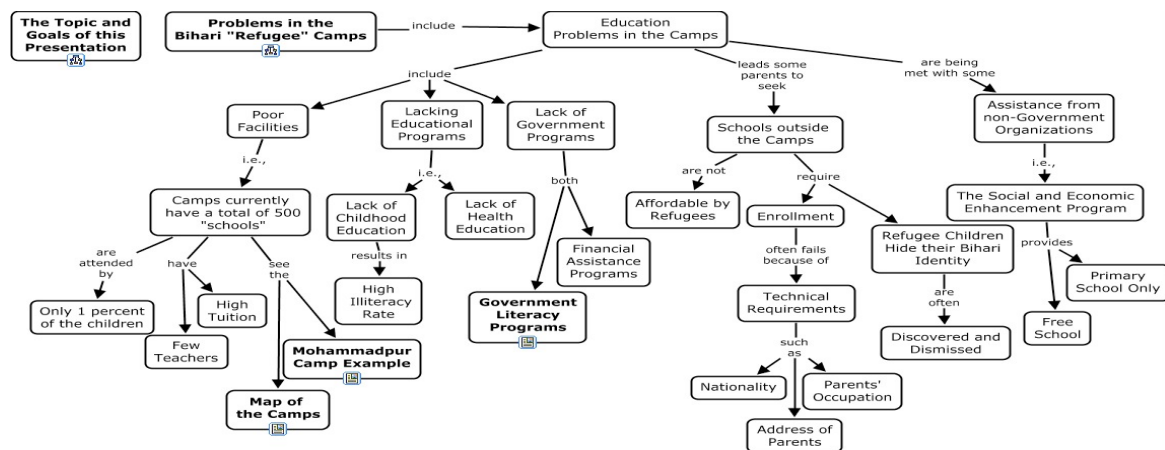 The Topic and
Goals of this
Presentation
Problems in the
Bihari "Refugee" Camps
include
Education
Problems in the Camps
include
leads some
parents to
seek
are being
met with some
Poor
Facilities
Lacking
Educational
Programs
Lack of
Government
Programs
Schools outside
the Camps
Assistance from
non-Government
Organizations
i.e.,
i.e.,
both
are not
require
i.e.,
Camps currently
have a total of 500
"schools"
Lack of
Childhood
Education
Lack of
Health
Education
Affordable by
Refugees
Enrollment
The Social and Economic
Enhancement Program
are
attended
by
have
see
the
results in
Financial
Assistance
Programs
often fails
because of
Refugee Children
Hide their Bihari
Identity
provides
Only 1 percent
of the children
High
Tuition
Few
Teachers
High
Illiteracy
Rate
Government
Literacy
Programs
Technical
Requirements
are
often
Primary
School Only
Free
School
Mohammadpur
Camp Example
Map of
the Camps
such
as
Discovered and
Dismissed
Nationality
Parents'
Occupation
Address of
Parents